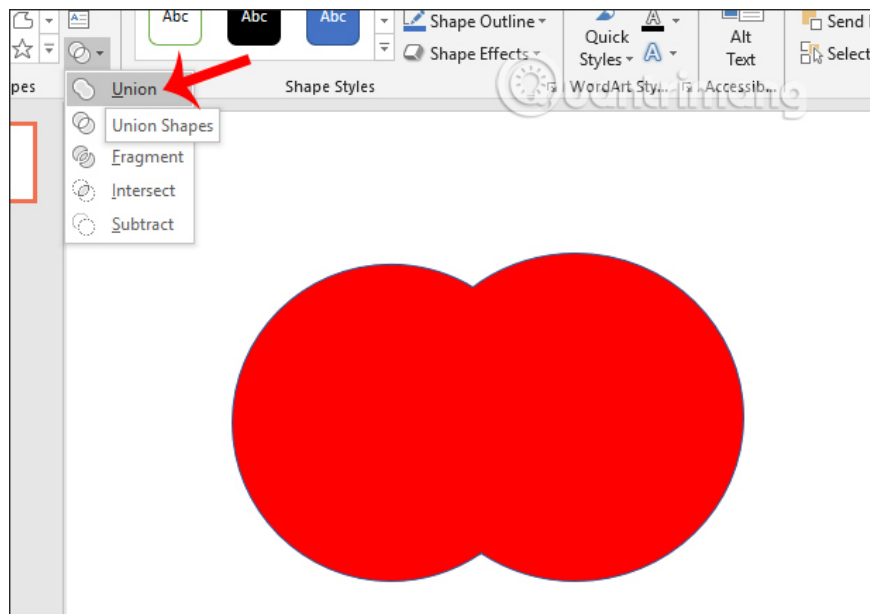 Abc Abc Abc
Shape Outline
Shape Effects
Quick
Styles
A
A
Alt
Text
Send
Select
pes
Shape Styles
WordArt Sty...
Accessib...
Quantrimang
Union
Union Shapes
Fragment
Intersect
Subtract